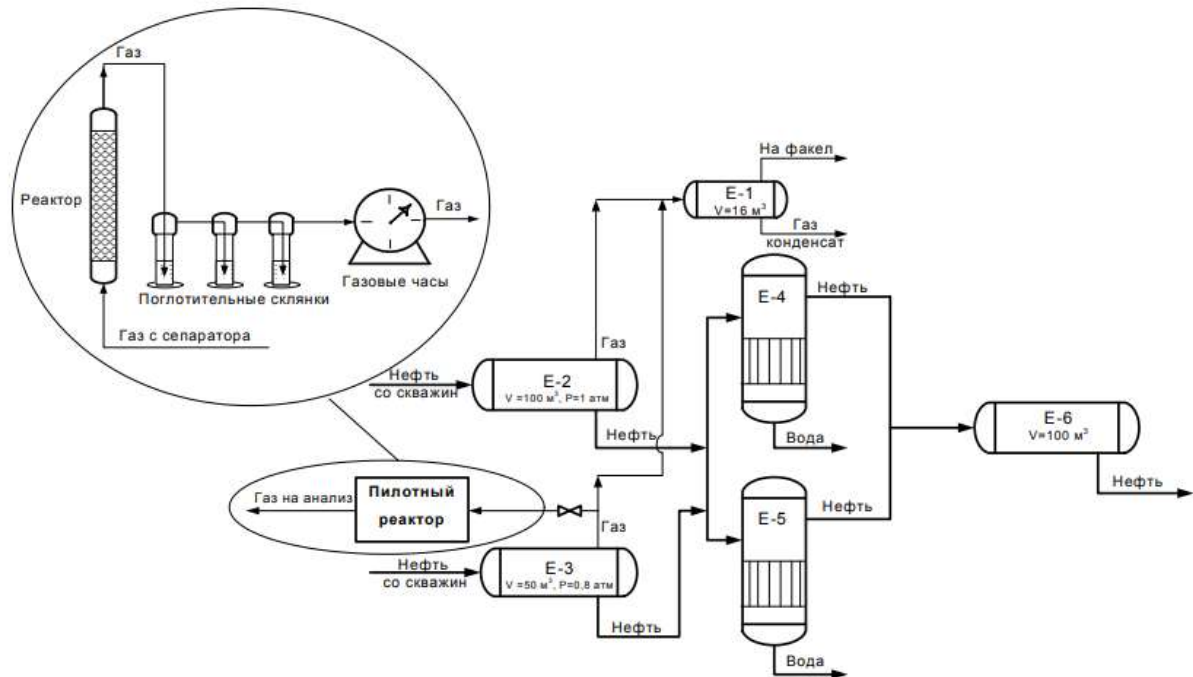 Газ
Реактор
Газ
Поглотительные склянки
Газовые часы
Газ с сепаратора
На факел
E-1
V=16 м³
Газ
конденсат
E-4
Нефть
Газ
Нефть
со скважин
E-2
V =100 м³, P=1 атм
Нефть
Вода
E-6
V=100 м³
Нефть
Газ на анализ
Пилотный
реактор
Газ
E-5
Нефть
Нефть
со скважин
E-3
V =50 м³, P=0,8 атм
Нефть
Вода